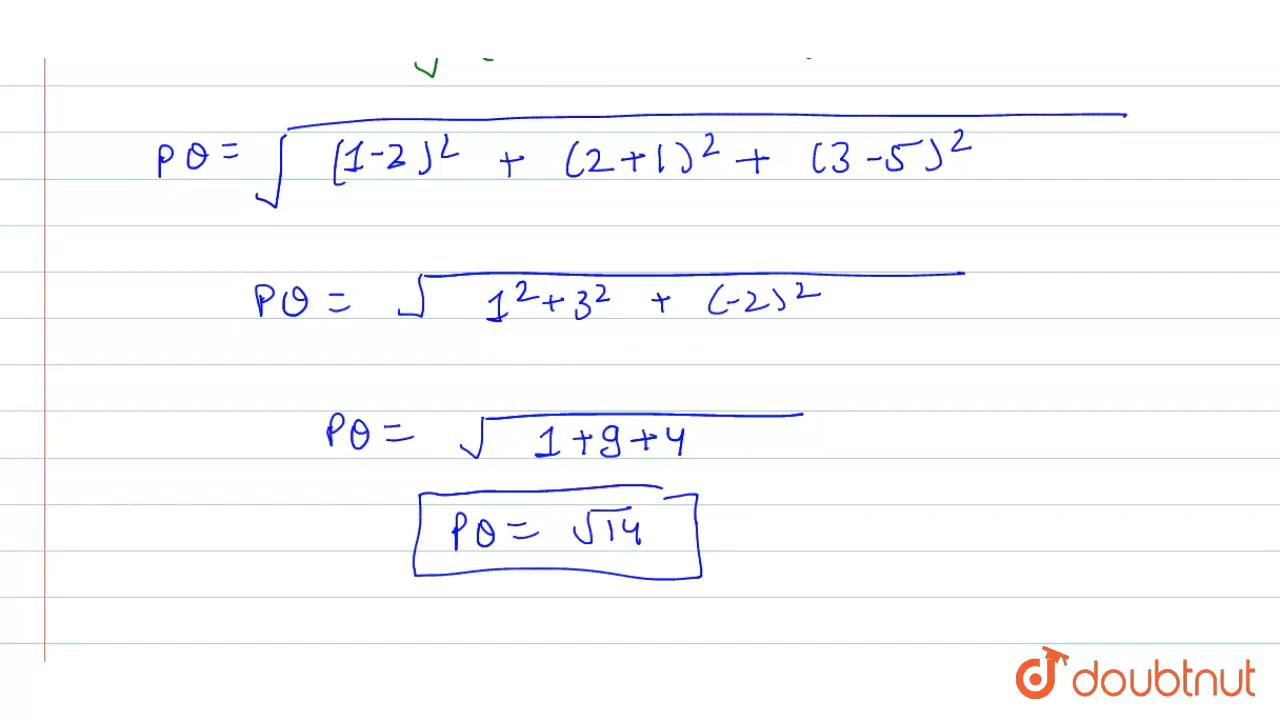 PQ = √(1-2)² + (2+1)² + (3-5)²
PQ = √1² + 3² + (-2)²
PQ = √1+9+4
PQ = √14
doubtnut